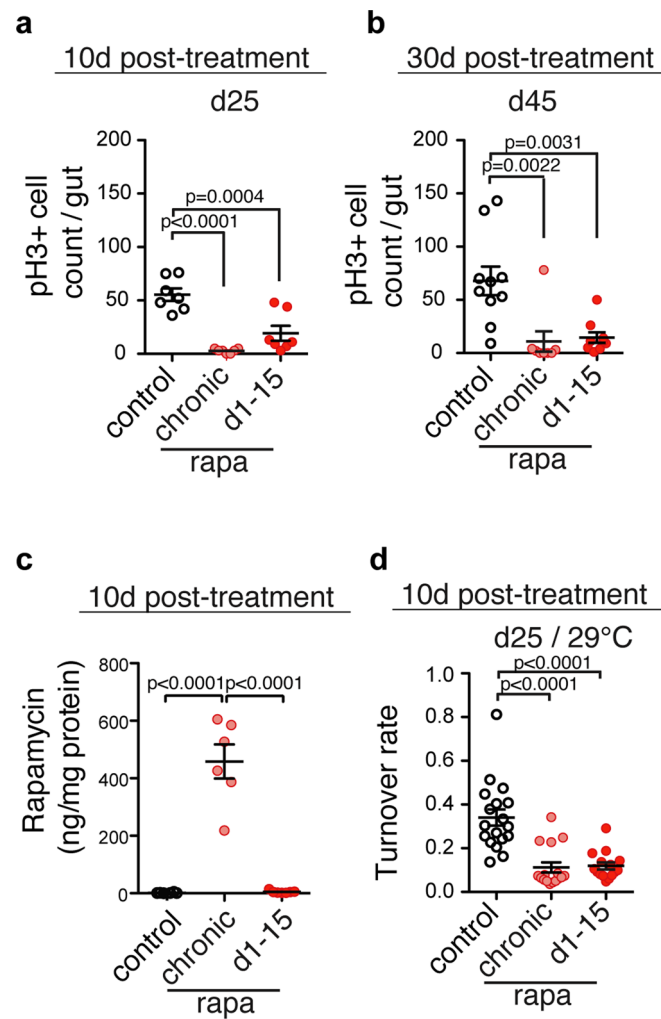 a
10d post-treatment
d25
pH3+ cell
count / gut
200
150
100
50
0
p=0.0004
p<0.0001
control
chronic
d1-15
rapa
b
30d post-treatment
d45
pH3+ cell
count / gut
200
150
100
50
0
p=0.0031
p=0.0022
control
chronic
d1-15
rapa
c
10d post-treatment
Rapamycin
(ng/mg protein)
800
600
400
200
0
p<0.0001 p<0.0001
control
chronic
d1-15
rapa
d
10d post-treatment
d25 / 29°C
Turnover rate
1.0
0.8
0.6
0.4
0.2
0.0
p<0.0001
p<0.0001
control
chronic
d1-15
rapa